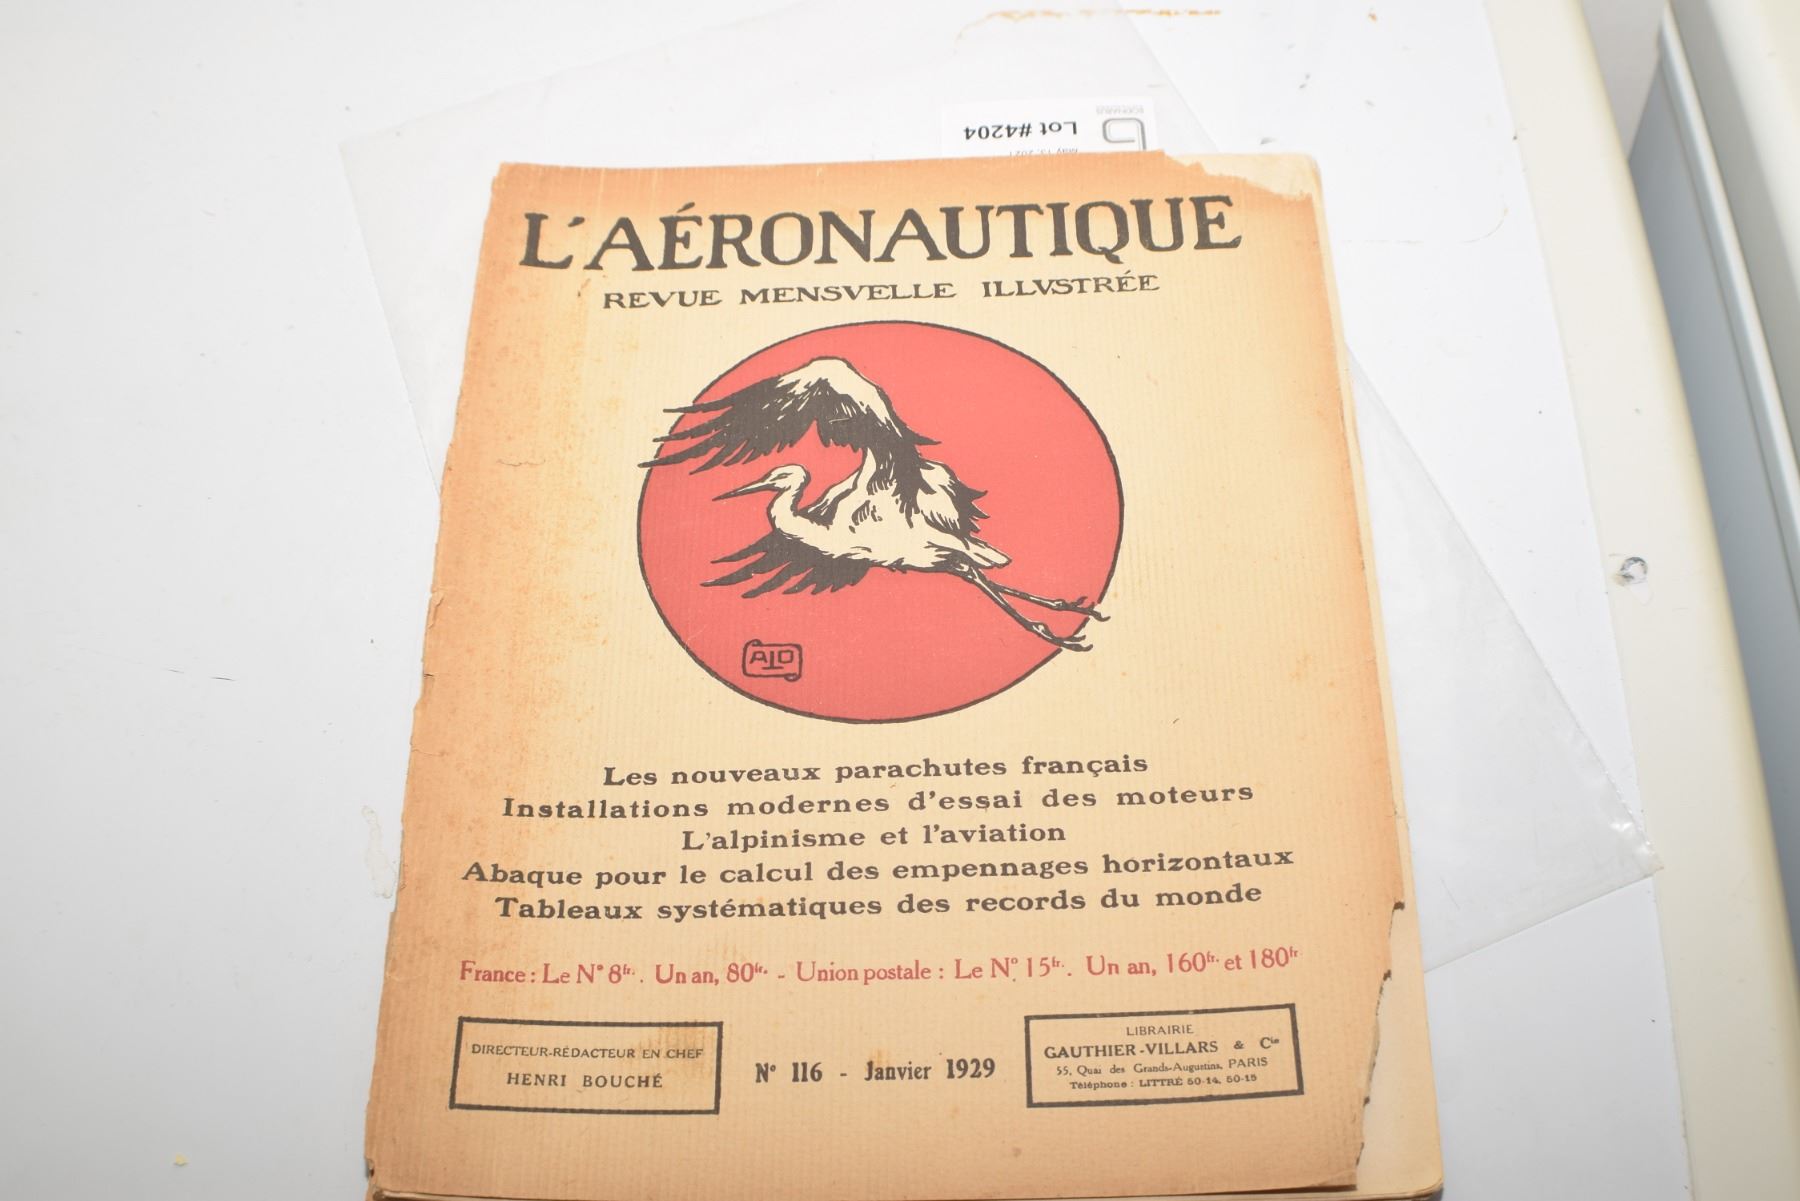 Lot #4204
May 13, 2021
L'AÉRONAUTIQUE
REVUE MENSVELLE ILLVSTRÉE
Les nouveaux parachutes français
Installations modernes d'essai des moteurs
L'alpinisme et l'aviation
Abaque pour le calcul des empennages horizontaux
Tableaux systématiques des records du monde
France : Le N° 8fr. Un an, 80fr. - Union postale : Le N° 15fr. Un an, 160fr. et 180fr
DIRECTEUR-RÉDACTEUR EN CHEF
HENRI BOUCHÉ
N° 116 - Janvier 1929
LIBRAIRIE
GAUTHIER-VILLARS & Cie
55, Quai des Grands-Augustins, PARIS
Téléphone : LITTRÉ 50-14, 50-15